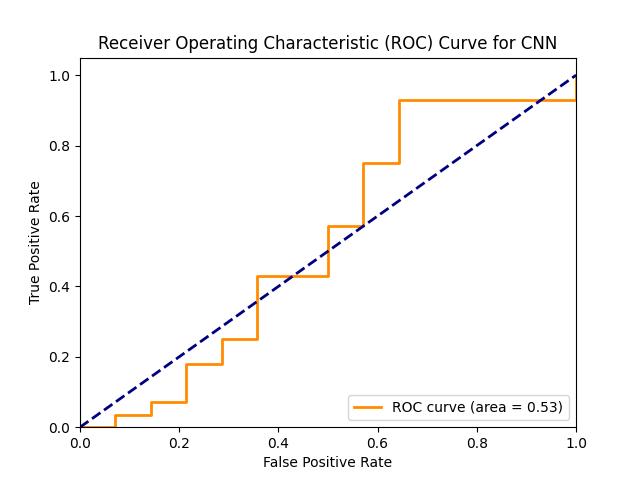 Receiver Operating Characteristic (ROC) Curve for CNN
1.0
0.8
0.6
0.4
0.2
0.0
True Positive Rate
ROC curve (area = 0.53)
0.0 0.2 0.4 0.6 0.8 1.0
False Positive Rate